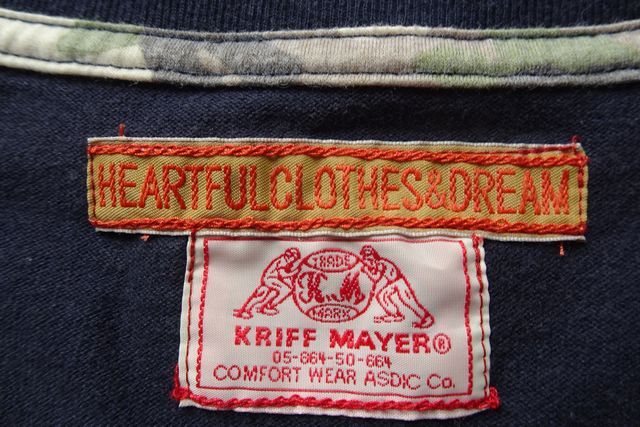 HEARTFULCLOTHES&DREAM
TRADE
K.M
MARK
KRIFF MAYER®
05-864-50-664
COMFORT WEAR ASDIC Co.